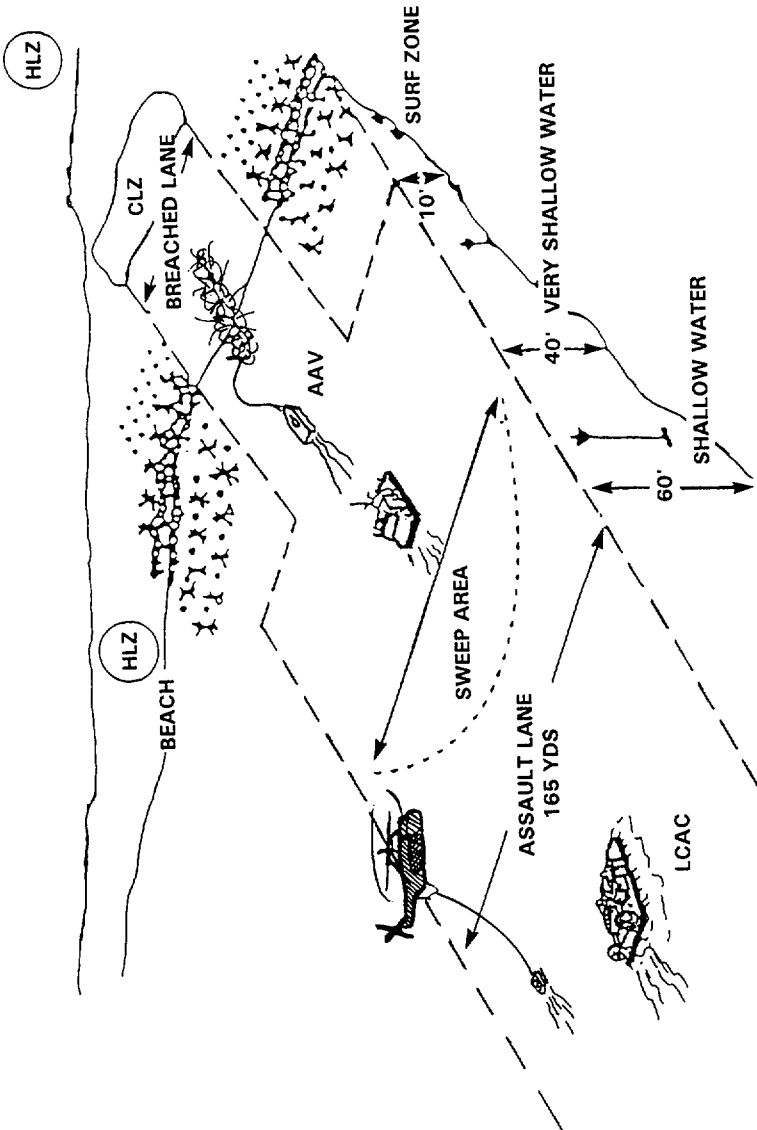 HLZ
CLZ
BREACHED LANE
SURF ZONE
10'
HLZ
BEACH
AAV
VERY SHALLOW WATER
40'
SHALLOW WATER
60'
SWEEP AREA
ASSAULT LANE
165 YDS
LCAC